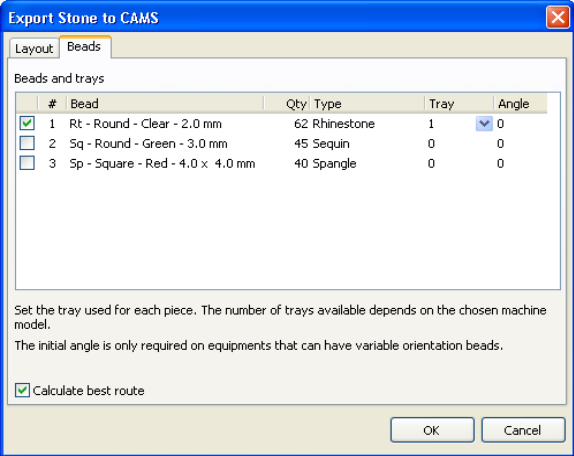 Export Stone to CAMS
Layout Beads
Beads and trays
# Bead Qty Type Tray Angle
1 Rt - Round - Clear - 2.0 mm 62 Rhinestone 1 0
2 Sq - Round - Green - 3.0 mm 45 Sequin 0 0
3 Sp - Square - Red - 4.0 x 4.0 mm 40 Spangle 0 0
Set the tray used for each piece. The number of trays available depends on the chosen machine
model.
The initial angle is only required on equipments that can have variable orientation beads.
Calculate best route
OK Cancel